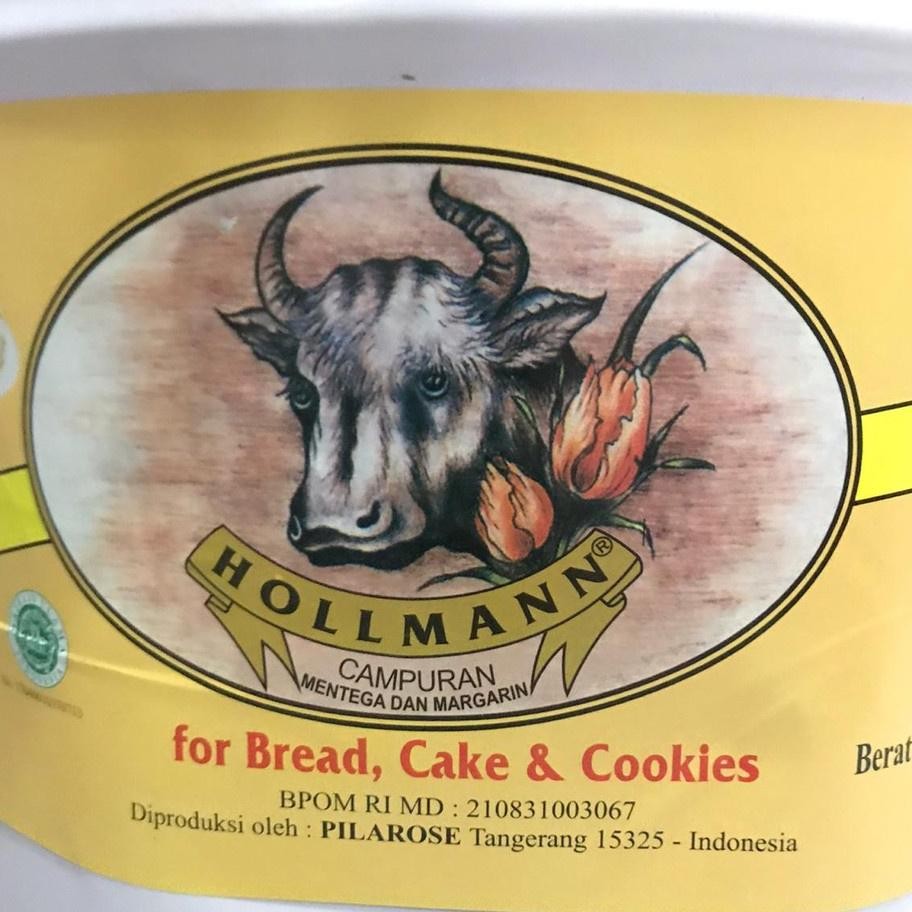 HOLLMANN®
CAMPURAN
MENTEGA DAN MARGARIN
for Bread, Cake & Cookies
Berat
BPOM RI MD : 210831003067
Diproduksi oleh : PILAROSE Tangerang 15325 - Indonesia